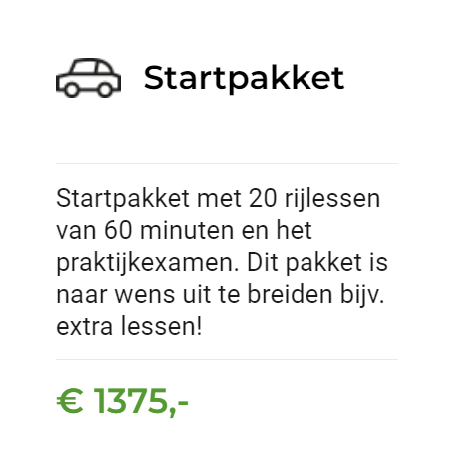 Startpakket
Startpakket met 20 rijlessen
van 60 minuten en het
praktijkexamen. Dit pakket is
naar wens uit te breiden bijv.
extra lessen!
€ 1375,-